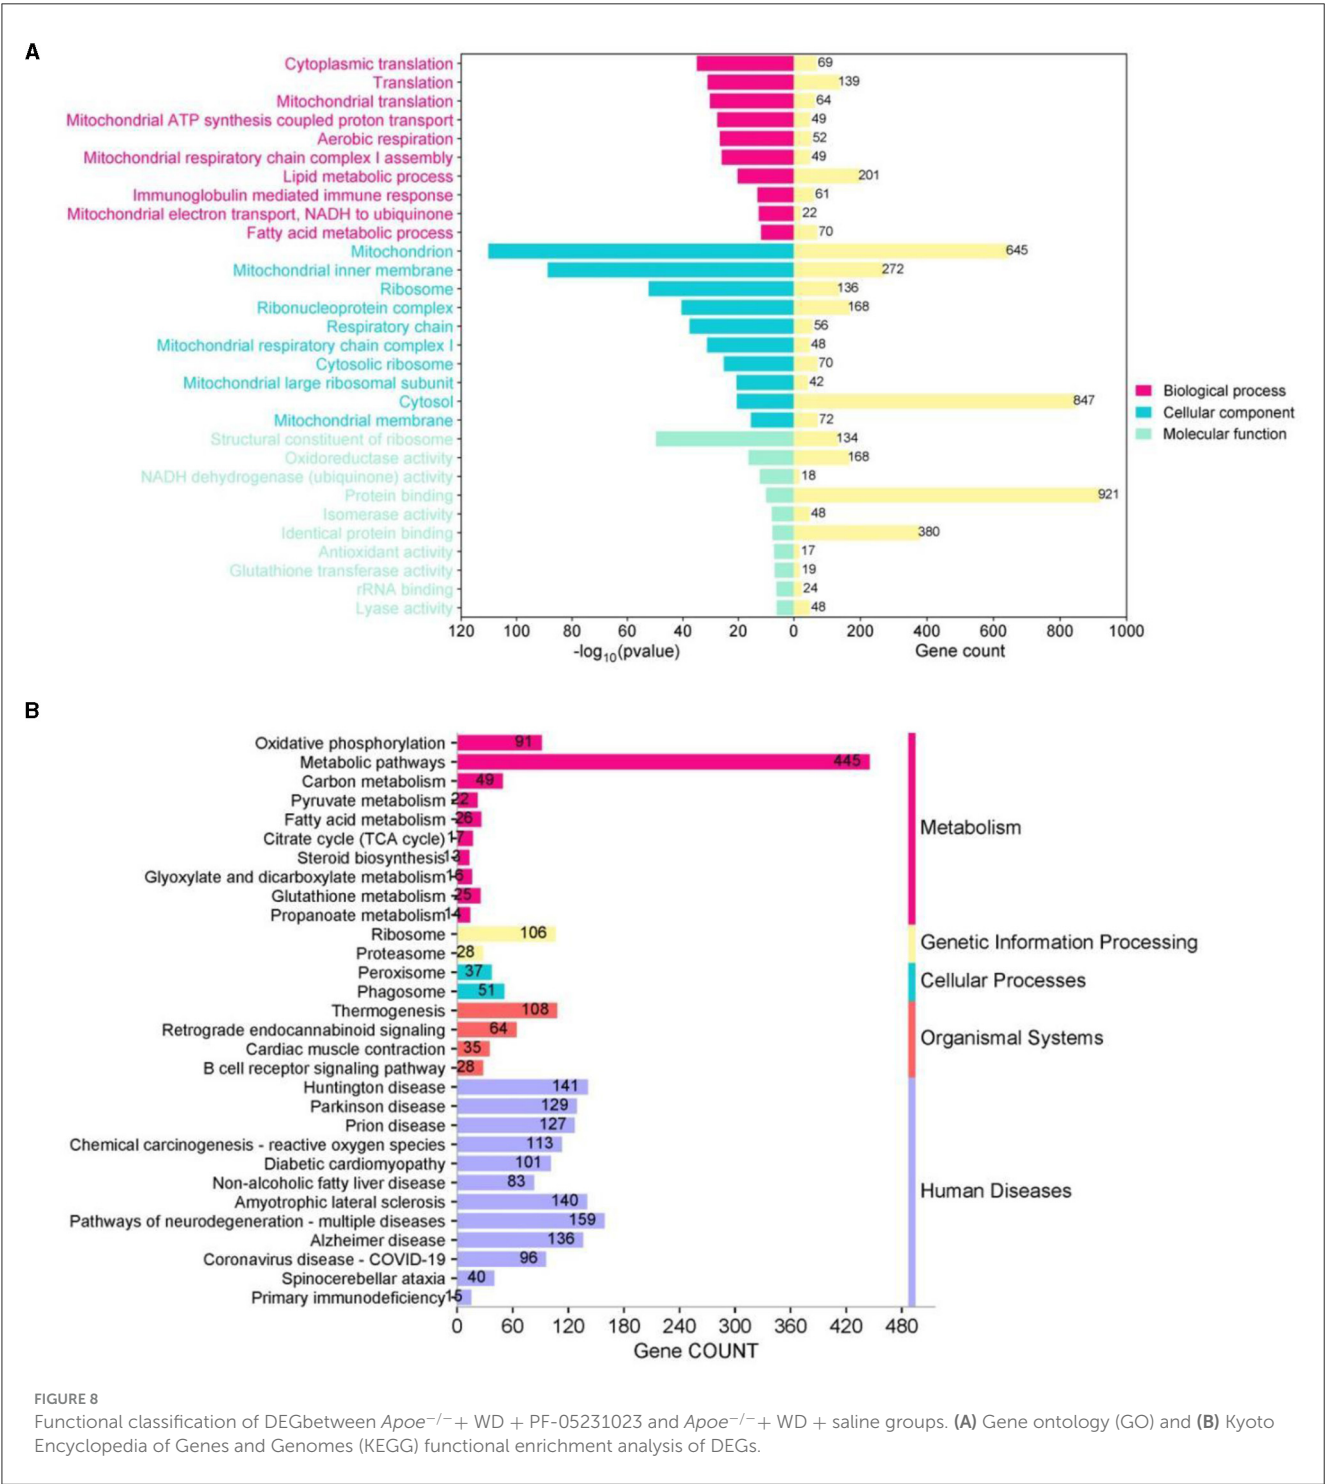 A
Cytoplasmic translation 69
Translation 139
Mitochondrial translation 64
Mitochondrial ATP synthesis coupled proton transport 49
Aerobic respiration 52
Mitochondrial respiratory chain complex I assembly 49
Lipid metabolic process 201
Immunoglobulin mediated immune response 61
Mitochondrial electron transport, NADH to ubiquinone 22
Fatty acid metabolic process 70
Mitochondrion 645
Mitochondrial inner membrane 272
Ribosome 136
Ribonucleoprotein complex 168
Respiratory chain 56
Mitochondrial respiratory chain complex I 48
Cytosolic ribosome 70
Mitochondrial large ribosomal subunit 42
Cytosol 847
Mitochondrial membrane 72
Structural constituent of ribosome 134
Oxidoreductase activity 168
NADH dehydrogenase (ubiquinone) activity 18
Protein binding 921
Isomerase activity 48
Identical protein binding 380
Antioxidant activity 17
Glutathione transferase activity 19
rRNA binding 24
Lyase activity 48
Biological process
Cellular component
Molecular function
120 100 80 60 40 20 0 200 400 600 800 1000
-log10(pvalue) Gene count
B
Oxidative phosphorylation 91
Metabolic pathways 445
Carbon metabolism 49
Pyruvate metabolism 22
Fatty acid metabolism 26
Citrate cycle (TCA cycle) 17
Steroid biosynthesis 13
Glyoxylate and dicarboxylate metabolism 16
Glutathione metabolism 25
Propanoate metabolism 14
Ribosome 106
Proteasome 28
Peroxisome 37
Phagosome 51
Thermogenesis 108
Retrograde endocannabinoid signaling 64
Cardiac muscle contraction 35
B cell receptor signaling pathway 28
Huntington disease 141
Parkinson disease 129
Prion disease 127
Chemical carcinogenesis - reactive oxygen species 113
Diabetic cardiomyopathy 101
Non-alcoholic fatty liver disease 83
Amyotrophic lateral sclerosis 140
Pathways of neurodegeneration - multiple diseases 159
Alzheimer disease 136
Coronavirus disease - COVID-19 96
Spinocerebellar ataxia 40
Primary immunodeficiency 15
Metabolism
Genetic Information Processing
Cellular Processes
Organismal Systems
Human Diseases
0 60 120 180 240 300 360 420 480
Gene COUNT
FIGURE 8
Functional classification of DEGbetween Apoe−/−+ WD + PF-05231023 and Apoe−/−+ WD + saline groups. (A) Gene ontology (GO) and (B) Kyoto
Encyclopedia of Genes and Genomes (KEGG) functional enrichment analysis of DEGs.